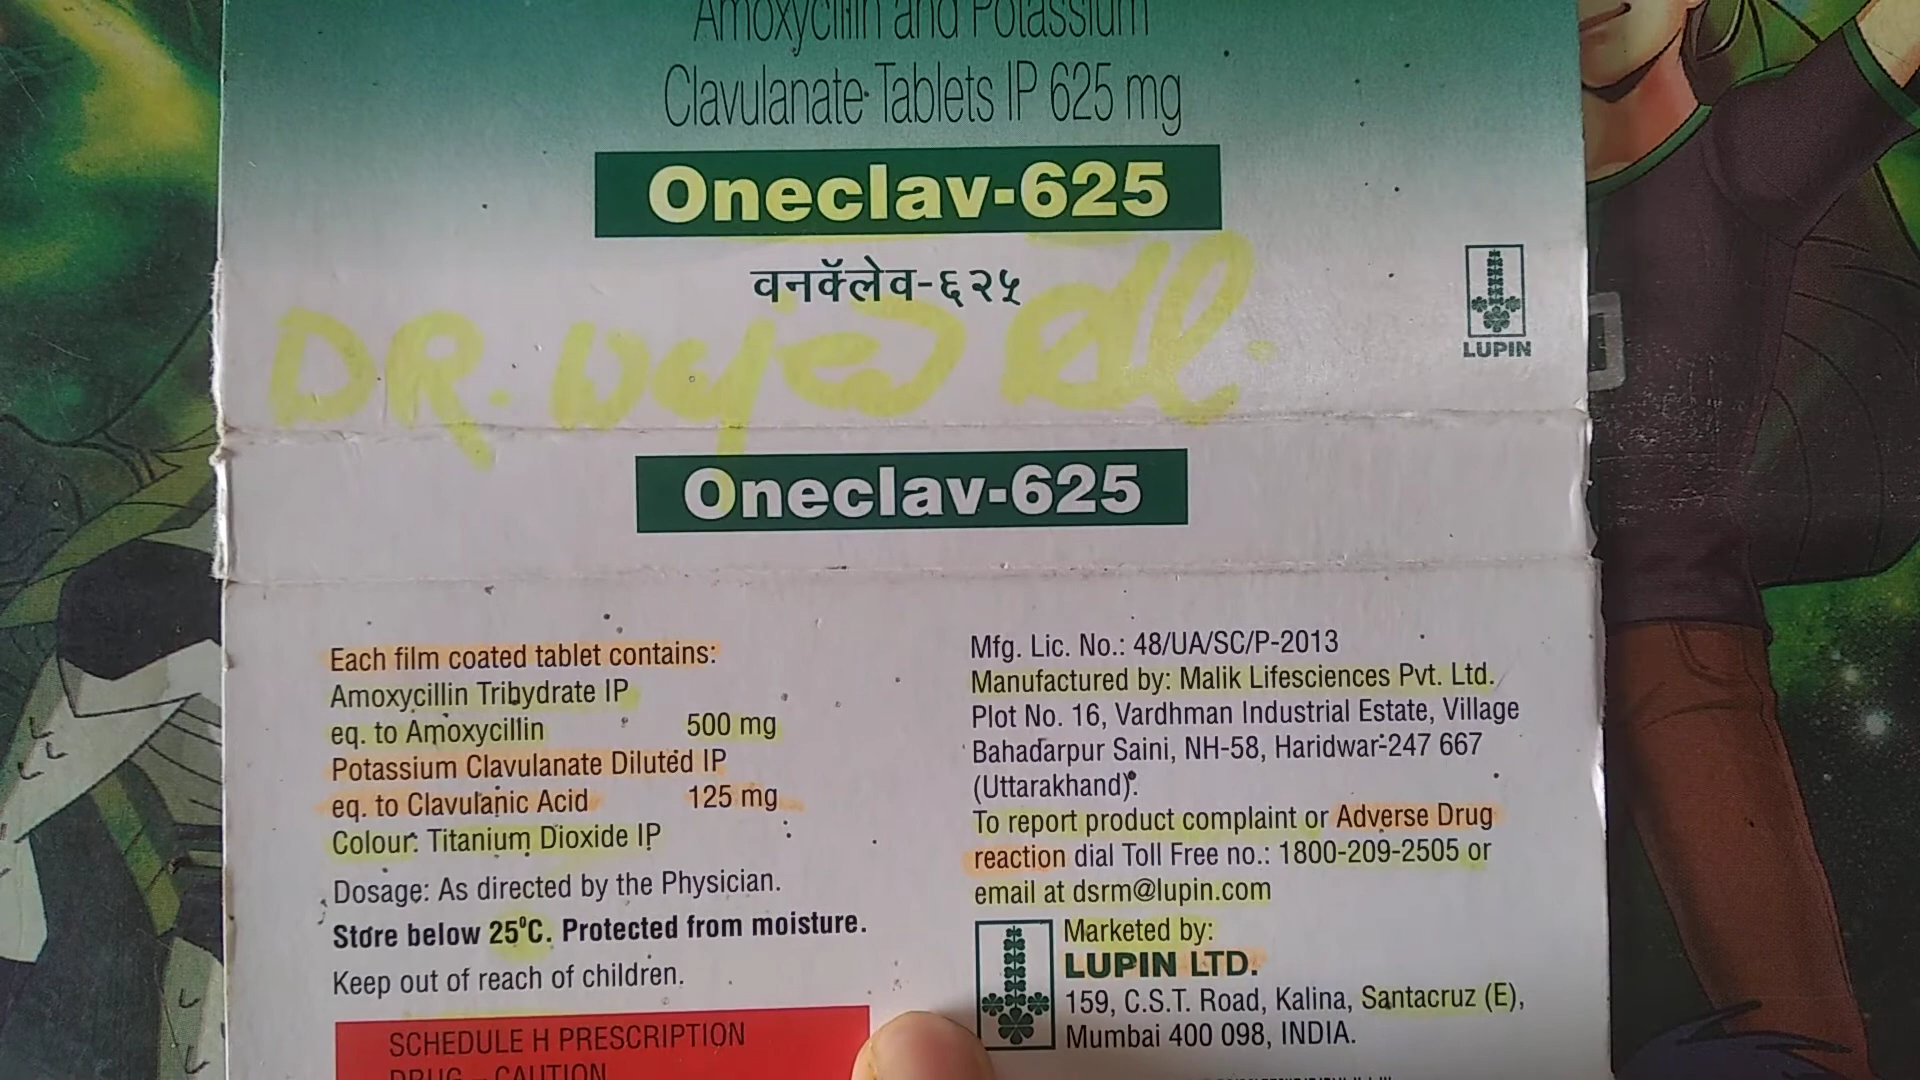 Amoxycillin and Potassium
Clavulanate Tablets IP 625 mg
Oneclav-625
वनकॅलेव-६२५
LUPIN
DR.
Oneclav-625
Each film coated tablet contains:
Amoxycillin Trihydrate IP
eq. to Amoxycillin 500 mg
Potassium Clavulanate Diluted IP
eq. to Clavulanic Acid 125 mg
Colour: Titanium Dioxide IP
Dosage: As directed by the Physician.
Store below 25⁰C. Protected from moisture.
Keep out of reach of children.
SCHEDULE H PRESCRIPTION
DRUG – CAUTION
Mfg. Lic. No.: 48/UA/SC/P-2013
Manufactured by: Malik Lifesciences Pvt. Ltd.
Plot No. 16, Vardhman Industrial Estate, Village
Bahadarpur Saini, NH-58, Haridwar-247 667
(Uttarakhand).
To report product complaint or Adverse Drug
reaction dial Toll Free no.: 1800-209-2505 or
email at dsrm@lupin.com
Marketed by:
LUPIN LTD.
159, C.S.T. Road, Kalina, Santacruz (E),
Mumbai 400 098, INDIA.